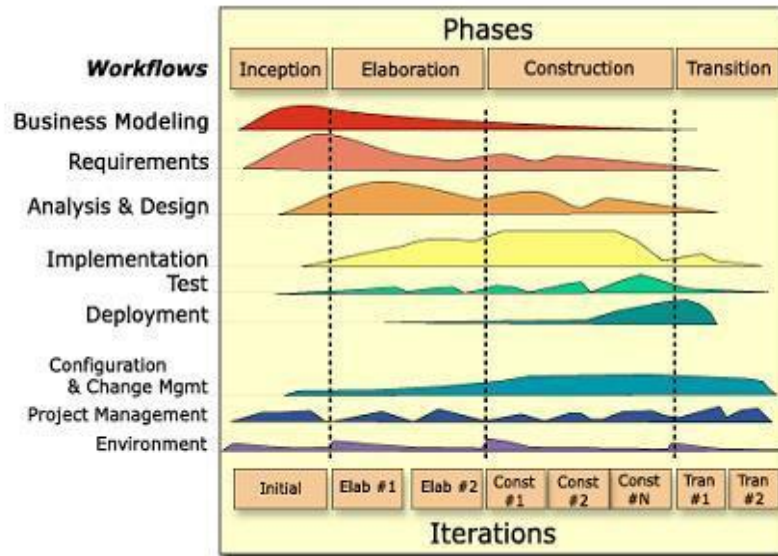 Phases
Workflows
Inception
Elaboration
Construction
Transition
Business Modeling
Requirements
Analysis & Design
Implementation
Test
Deployment
Configuration
& Change Mgmt
Project Management
Environment
Initial
Elab #1
Elab #2
Const
#1
Const
#2
Const
#N
Tran
#1
Tran
#2
Iterations